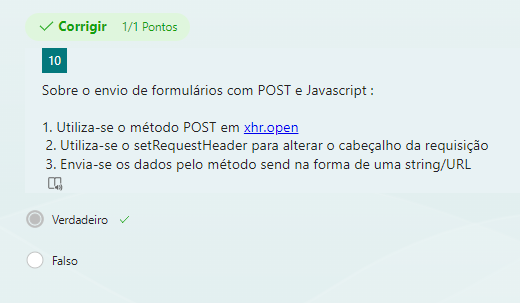 Corrigir 1/1 Pontos
10
Sobre o envio de formulários com POST e Javascript :
1. Utiliza-se o método POST em xhr.open
2. Utiliza-se o setRequestHeader para alterar o cabeçalho da requisição
3. Envia-se os dados pelo método send na forma de uma string/URL
Verdadeiro
Falso